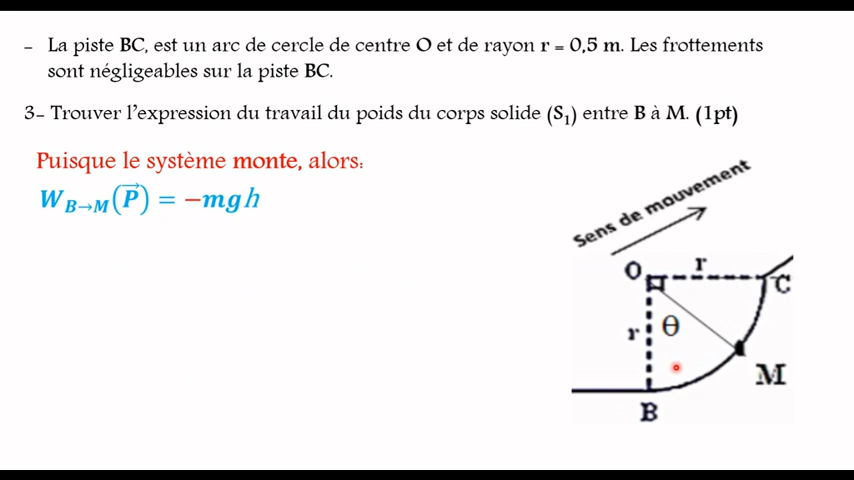 - La piste BC, est un arc de cercle de centre O et de rayon r = 0,5 m. Les frottements
sont négligeables sur la piste BC.
3- Trouver l'expression du travail du poids du corps solide (S₁) entre B à M. (1pt)
Puisque le système monte, alors:
W_{B→M}(P⃗) = −mgh
Sens de mouvement
O r C
r θ
M
B